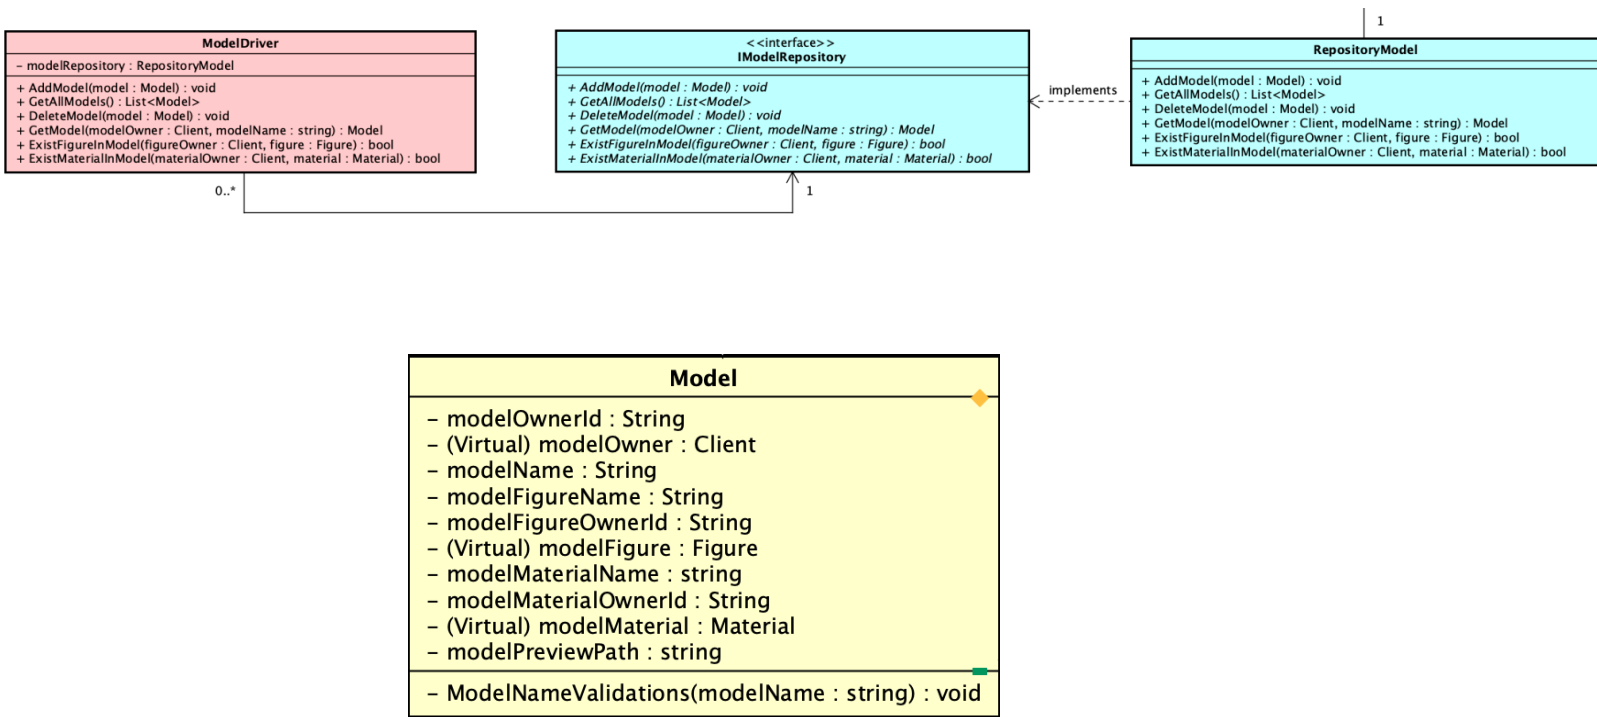 ModelDriver
- modelRepository : RepositoryModel
+ AddModel(model : Model) : void
+ GetAllModels() : List<Model>
+ DeleteModel(model : Model) : void
+ GetModel(modelOwner : Client, modelName : string) : Model
+ ExistFigureInModel(figureOwner : Client, figure : Figure) : bool
+ ExistMaterialInModel(materialOwner : Client, material : Material) : bool
0..*
<<interface>>
IModelRepository
+ AddModel(model : Model) : void
+ GetAllModels() : List<Model>
+ DeleteModel(model : Model) : void
+ GetModel(modelOwner : Client, modelName : string) : Model
+ ExistFigureInModel(figureOwner : Client, figure : Figure) : bool
+ ExistMaterialInModel(materialOwner : Client, material : Material) : bool
1
implements
1
RepositoryModel
+ AddModel(model : Model) : void
+ GetAllModels() : List<Model>
+ DeleteModel(model : Model) : void
+ GetModel(modelOwner : Client, modelName : string) : Model
+ ExistFigureInModel(figureOwner : Client, figure : Figure) : bool
+ ExistMaterialInModel(materialOwner : Client, material : Material) : bool
Model
- modelOwnerId : String
- (Virtual) modelOwner : Client
- modelName : String
- modelFigureName : String
- modelFigureOwnerId : String
- (Virtual) modelFigure : Figure
- modelMaterialName : string
- modelMaterialOwnerId : String
- (Virtual) modelMaterial : Material
- modelPreviewPath : string
- ModelNameValidations(modelName : string) : void